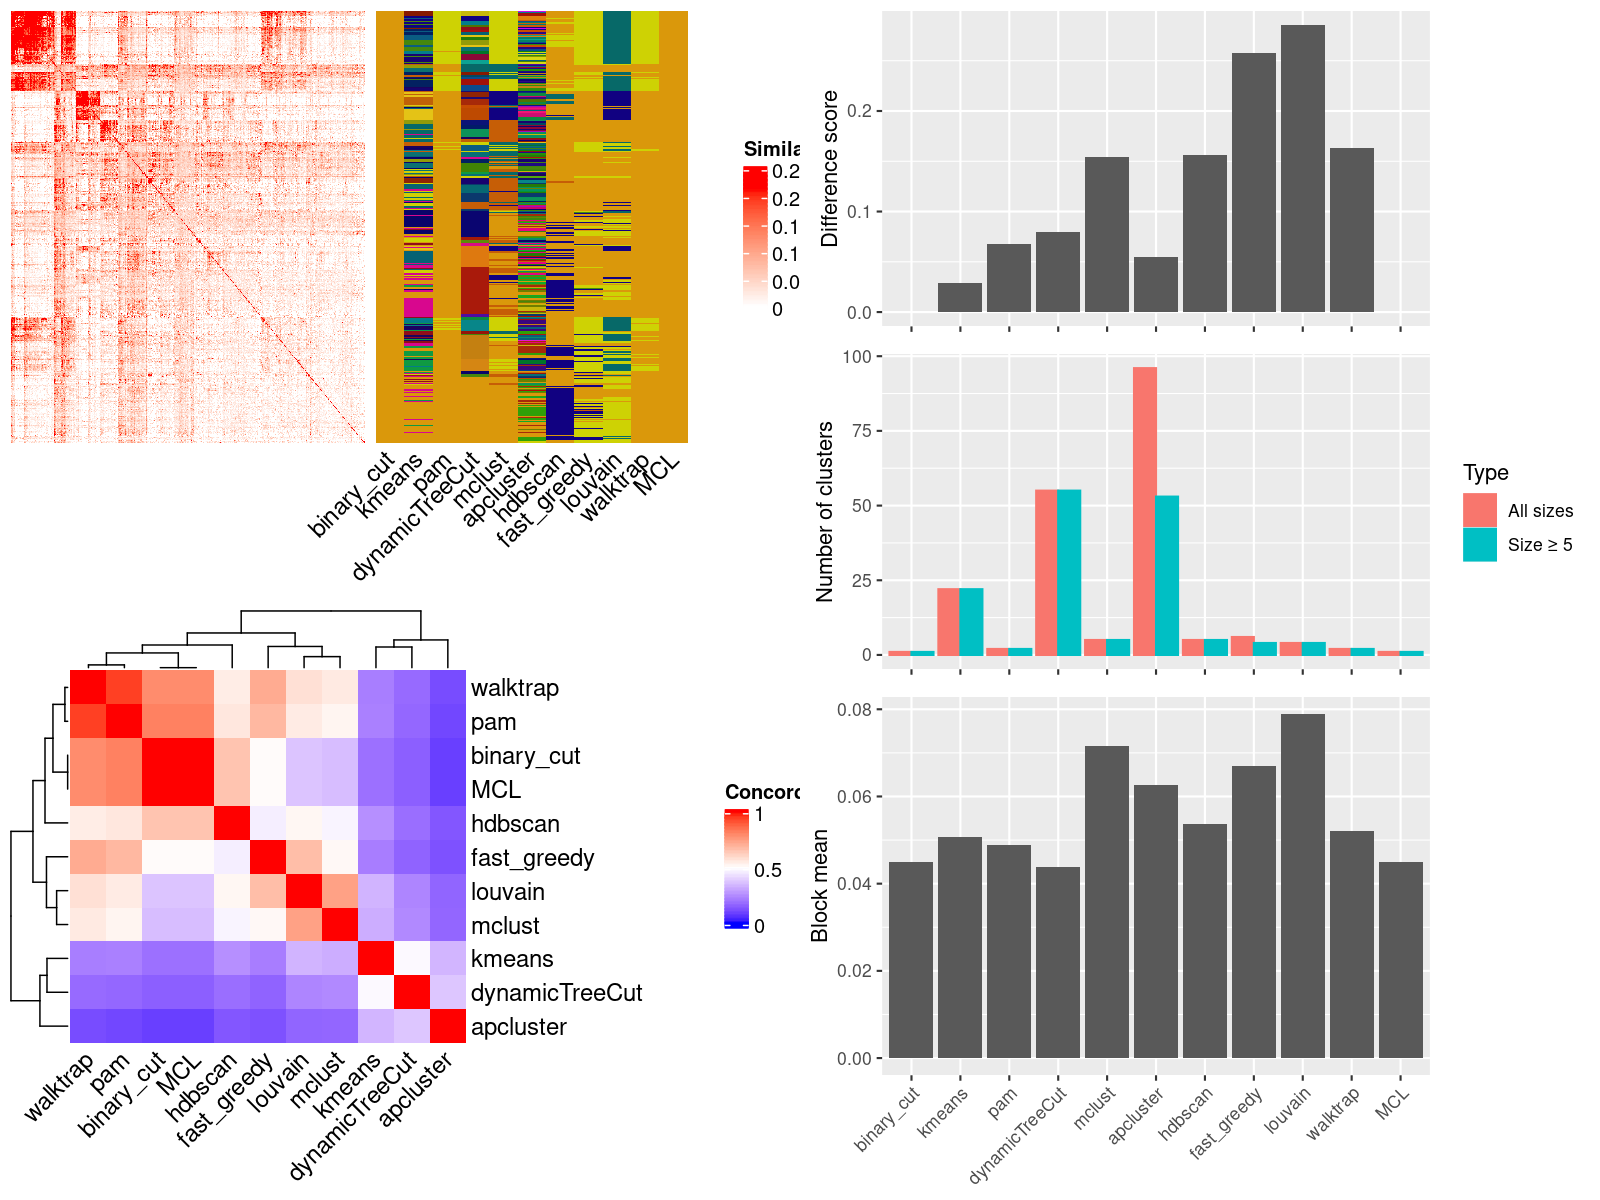 Simila
0.2
0.2
0.1
0.1
0.0
0
binary_cut
kmeans
pam
dynamicTreeCut
mclust
apcluster
hdbscan
fast_greedy
louvain
walktrap
MCL
walktrap
pam
binary_cut
MCL
hdbscan
fast_greedy
louvain
mclust
kmeans
dynamicTreeCut
apcluster
walktrap
pam
binary_cut
MCL
hdbscan
fast_greedy
louvain
mclust
kmeans
dynamicTreeCut
apcluster
Concord
1
0.5
0
Difference score
0.2
0.1
0.0
Number of clusters
100
75
50
25
0
Type
All sizes
Size ≥ 5
Block mean
0.08
0.06
0.04
0.02
0.00
binary_cut
kmeans
pam
dynamicTreeCut
mclust
apcluster
hdbscan
fast_greedy
louvain
walktrap
MCL